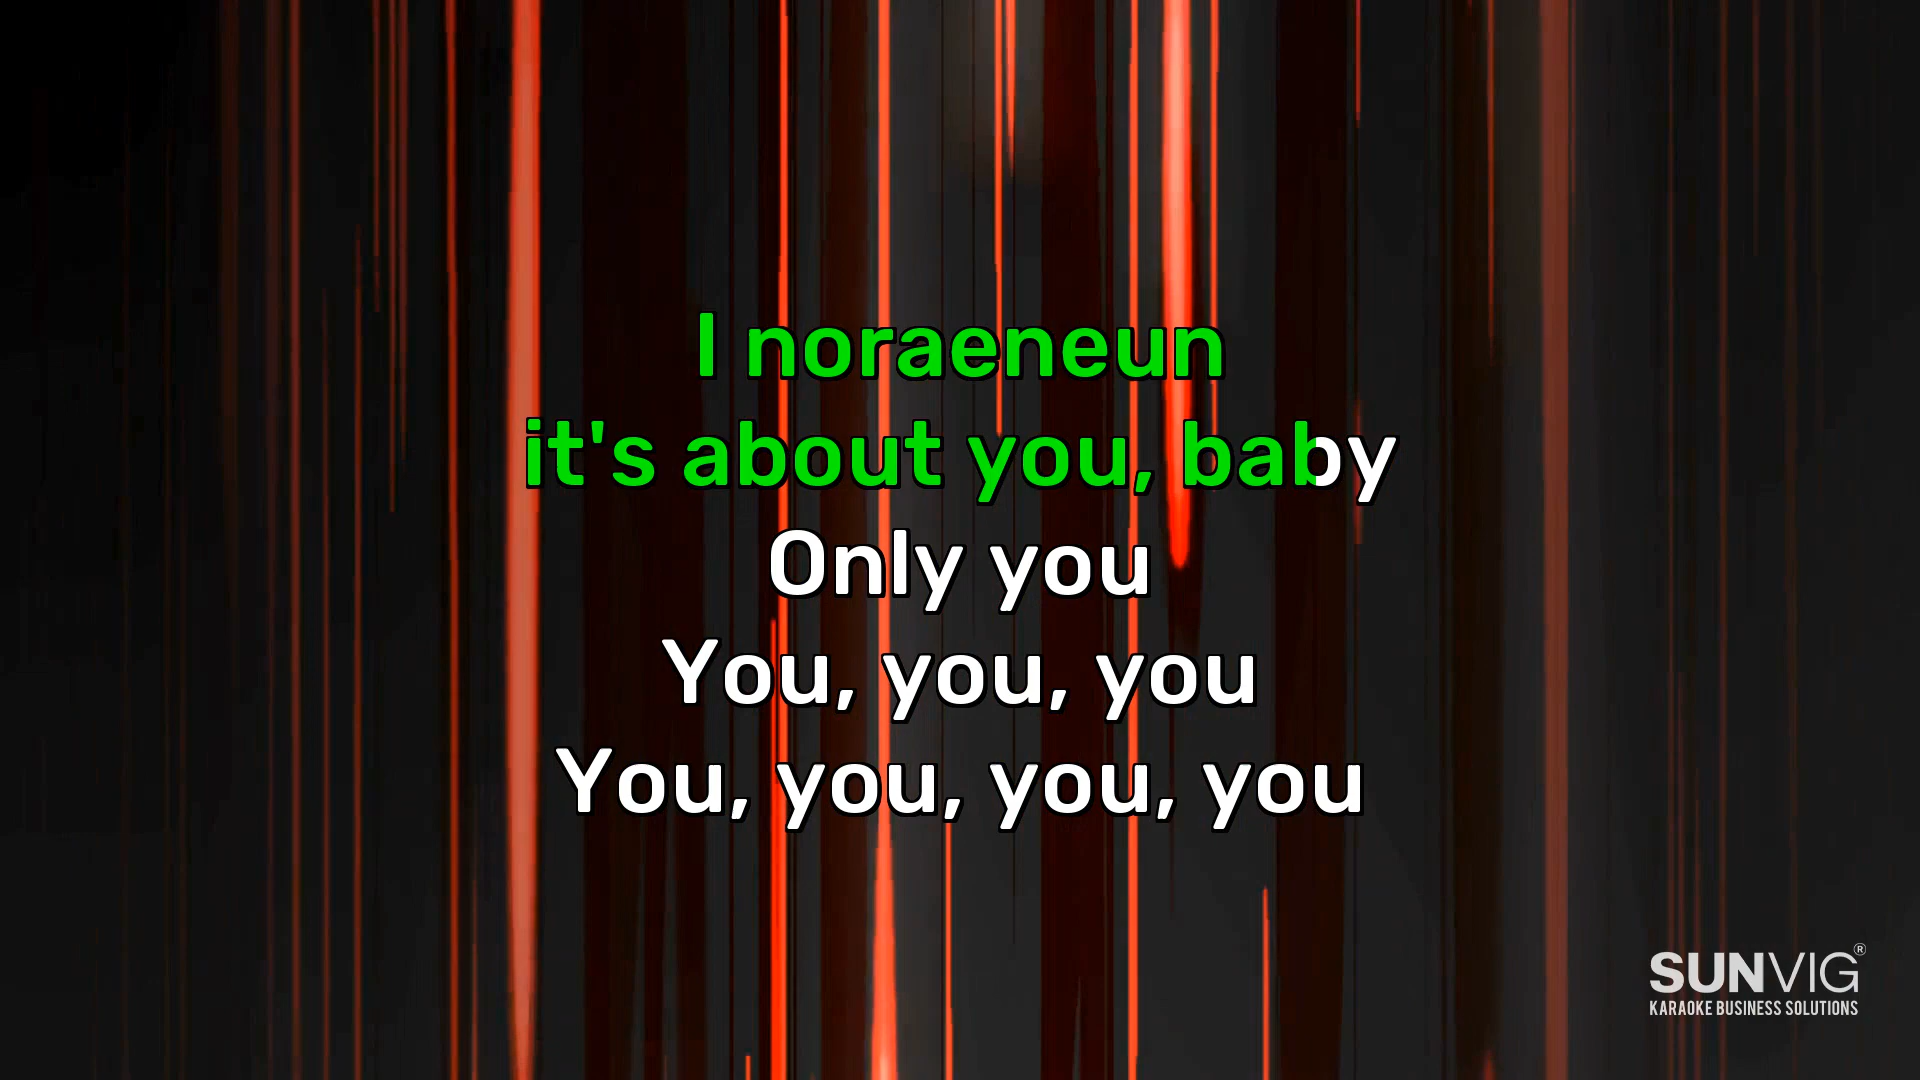 I noraeneun
it's about you, baby
Only you
You, you, you
You, you, you, you
SUNVIG®
KARAOKE BUSINESS SOLUTIONS